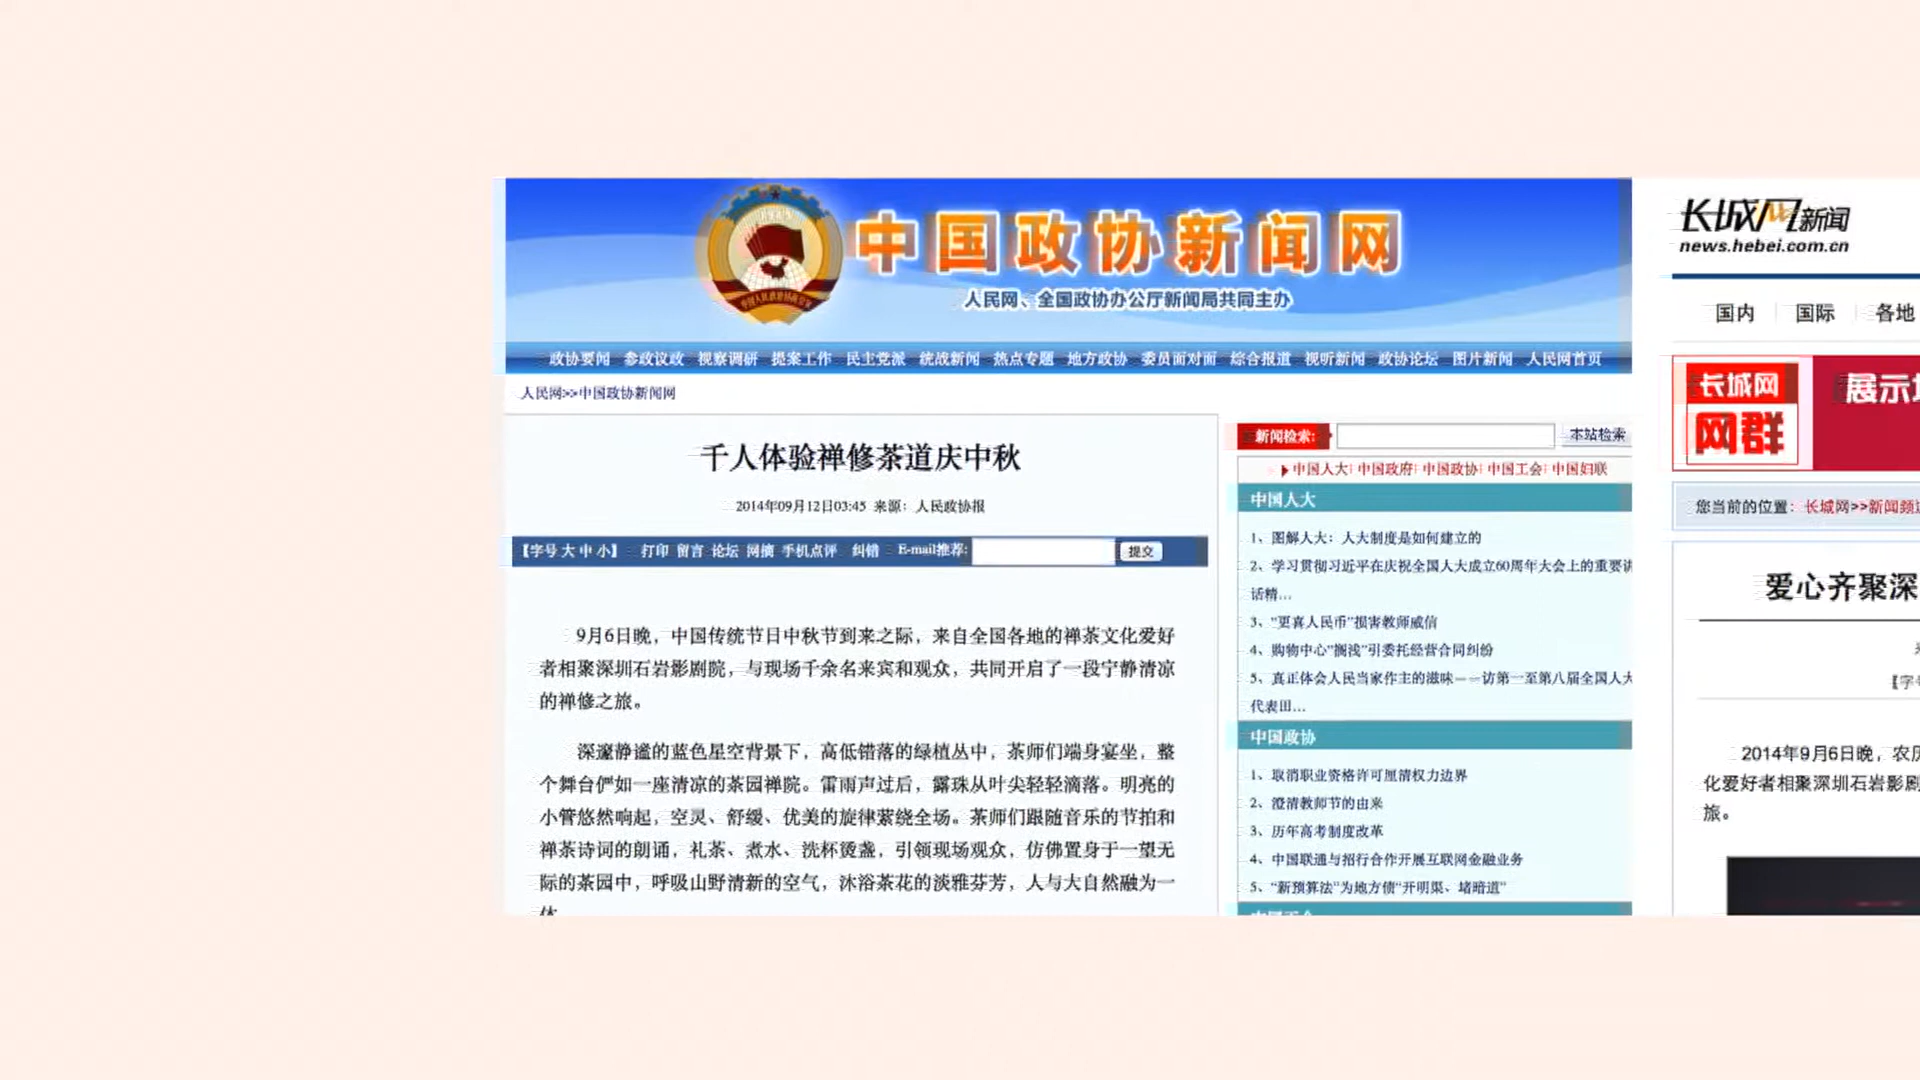 中国政协新闻网
人民网、全国政协办公厅新闻局共同主办
政协要闻 参政议政 视察调研 提案工作 民主党派 统战新闻 热点专题 地方政协 委员面对面 综合报道 视听新闻 政协论坛 图片新闻 人民网首页
人民网>>中国政协新闻网
千人体验禅修茶道庆中秋
2014年09月12日03:45 来源：人民政协报
【字号 大 中 小】 打印 留言 论坛 网摘 手机点评 纠错 E-mail推荐: 提交
9月6日晚，中国传统节日中秋节到来之际，来自全国各地的禅茶文化爱好
者相聚深圳石岩影剧院，与现场千余名来宾和观众，共同开启了一段宁静清凉
的禅修之旅。
深邃静谧的蓝色星空背景下，高低错落的绿植丛中，茶师们端身宴坐，整
个舞台俨如一座清凉的茶园禅院。雷雨声过后，露珠从叶尖轻轻滴落。明亮的
小管悠然响起，空灵、舒缓、优美的旋律萦绕全场。茶师们跟随音乐的节拍和
禅茶诗词的朗诵，礼茶、煮水、洗杯烫盏，引领现场观众，仿佛置身于一望无
际的茶园中，呼吸山野清新的空气，沐浴茶花的淡雅芬芳，人与大自然融为一
体
新闻检索: 本站检索
中国人大 中国政府 中国政协 中国工会 中国妇联
中国人大
1、图解人大：人大制度是如何建立的
2、学习贯彻习近平在庆祝全国人大成立60周年大会上的重要讲
话精...
3、"更喜人民币"损害教师威信
4、购物中心"搁浅"引委托经营合同纠纷
5、真正体会人民当家作主的滋味——访第一至第八届全国人大
代表田...
中国政协
1、取消职业资格许可厘清权力边界
2、澄清教师节的由来
3、历年高考制度改革
4、中国联通与招行合作开展互联网金融业务
5、"新预算法"为地方债"开明渠、堵暗道"
长城网新闻
news.hebei.com.cn
国内 国际 各地
长城网
网群
展示
您当前的位置：长城网>>新闻频道
爱心齐聚深
【字号
2014年9月6日晚，农历
化爱好者相聚深圳石岩影剧
旅。